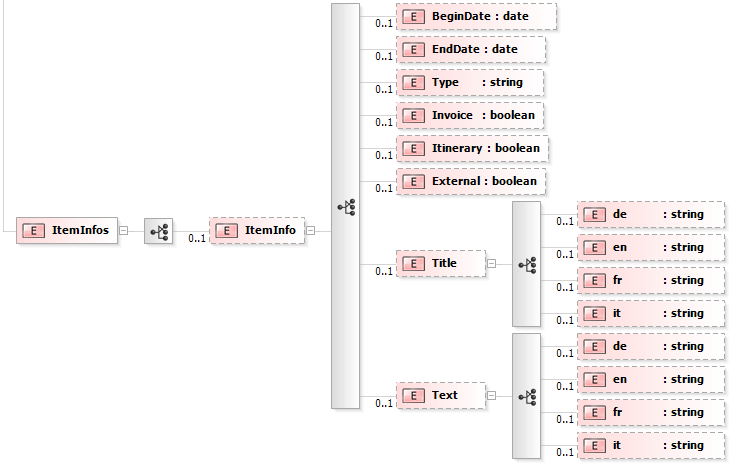 0..1 E BeginDate : date
0..1 E EndDate : date
0..1 E Type : string
0..1 E Invoice : boolean
0..1 E Itinerary : boolean
0..1 E External : boolean
E ItemInfos
0..1 E ItemInfo
0..1 E Title
0..1 E de : string
0..1 E en : string
0..1 E fr : string
0..1 E it : string
0..1 E Text
0..1 E de : string
0..1 E en : string
0..1 E fr : string
0..1 E it : string